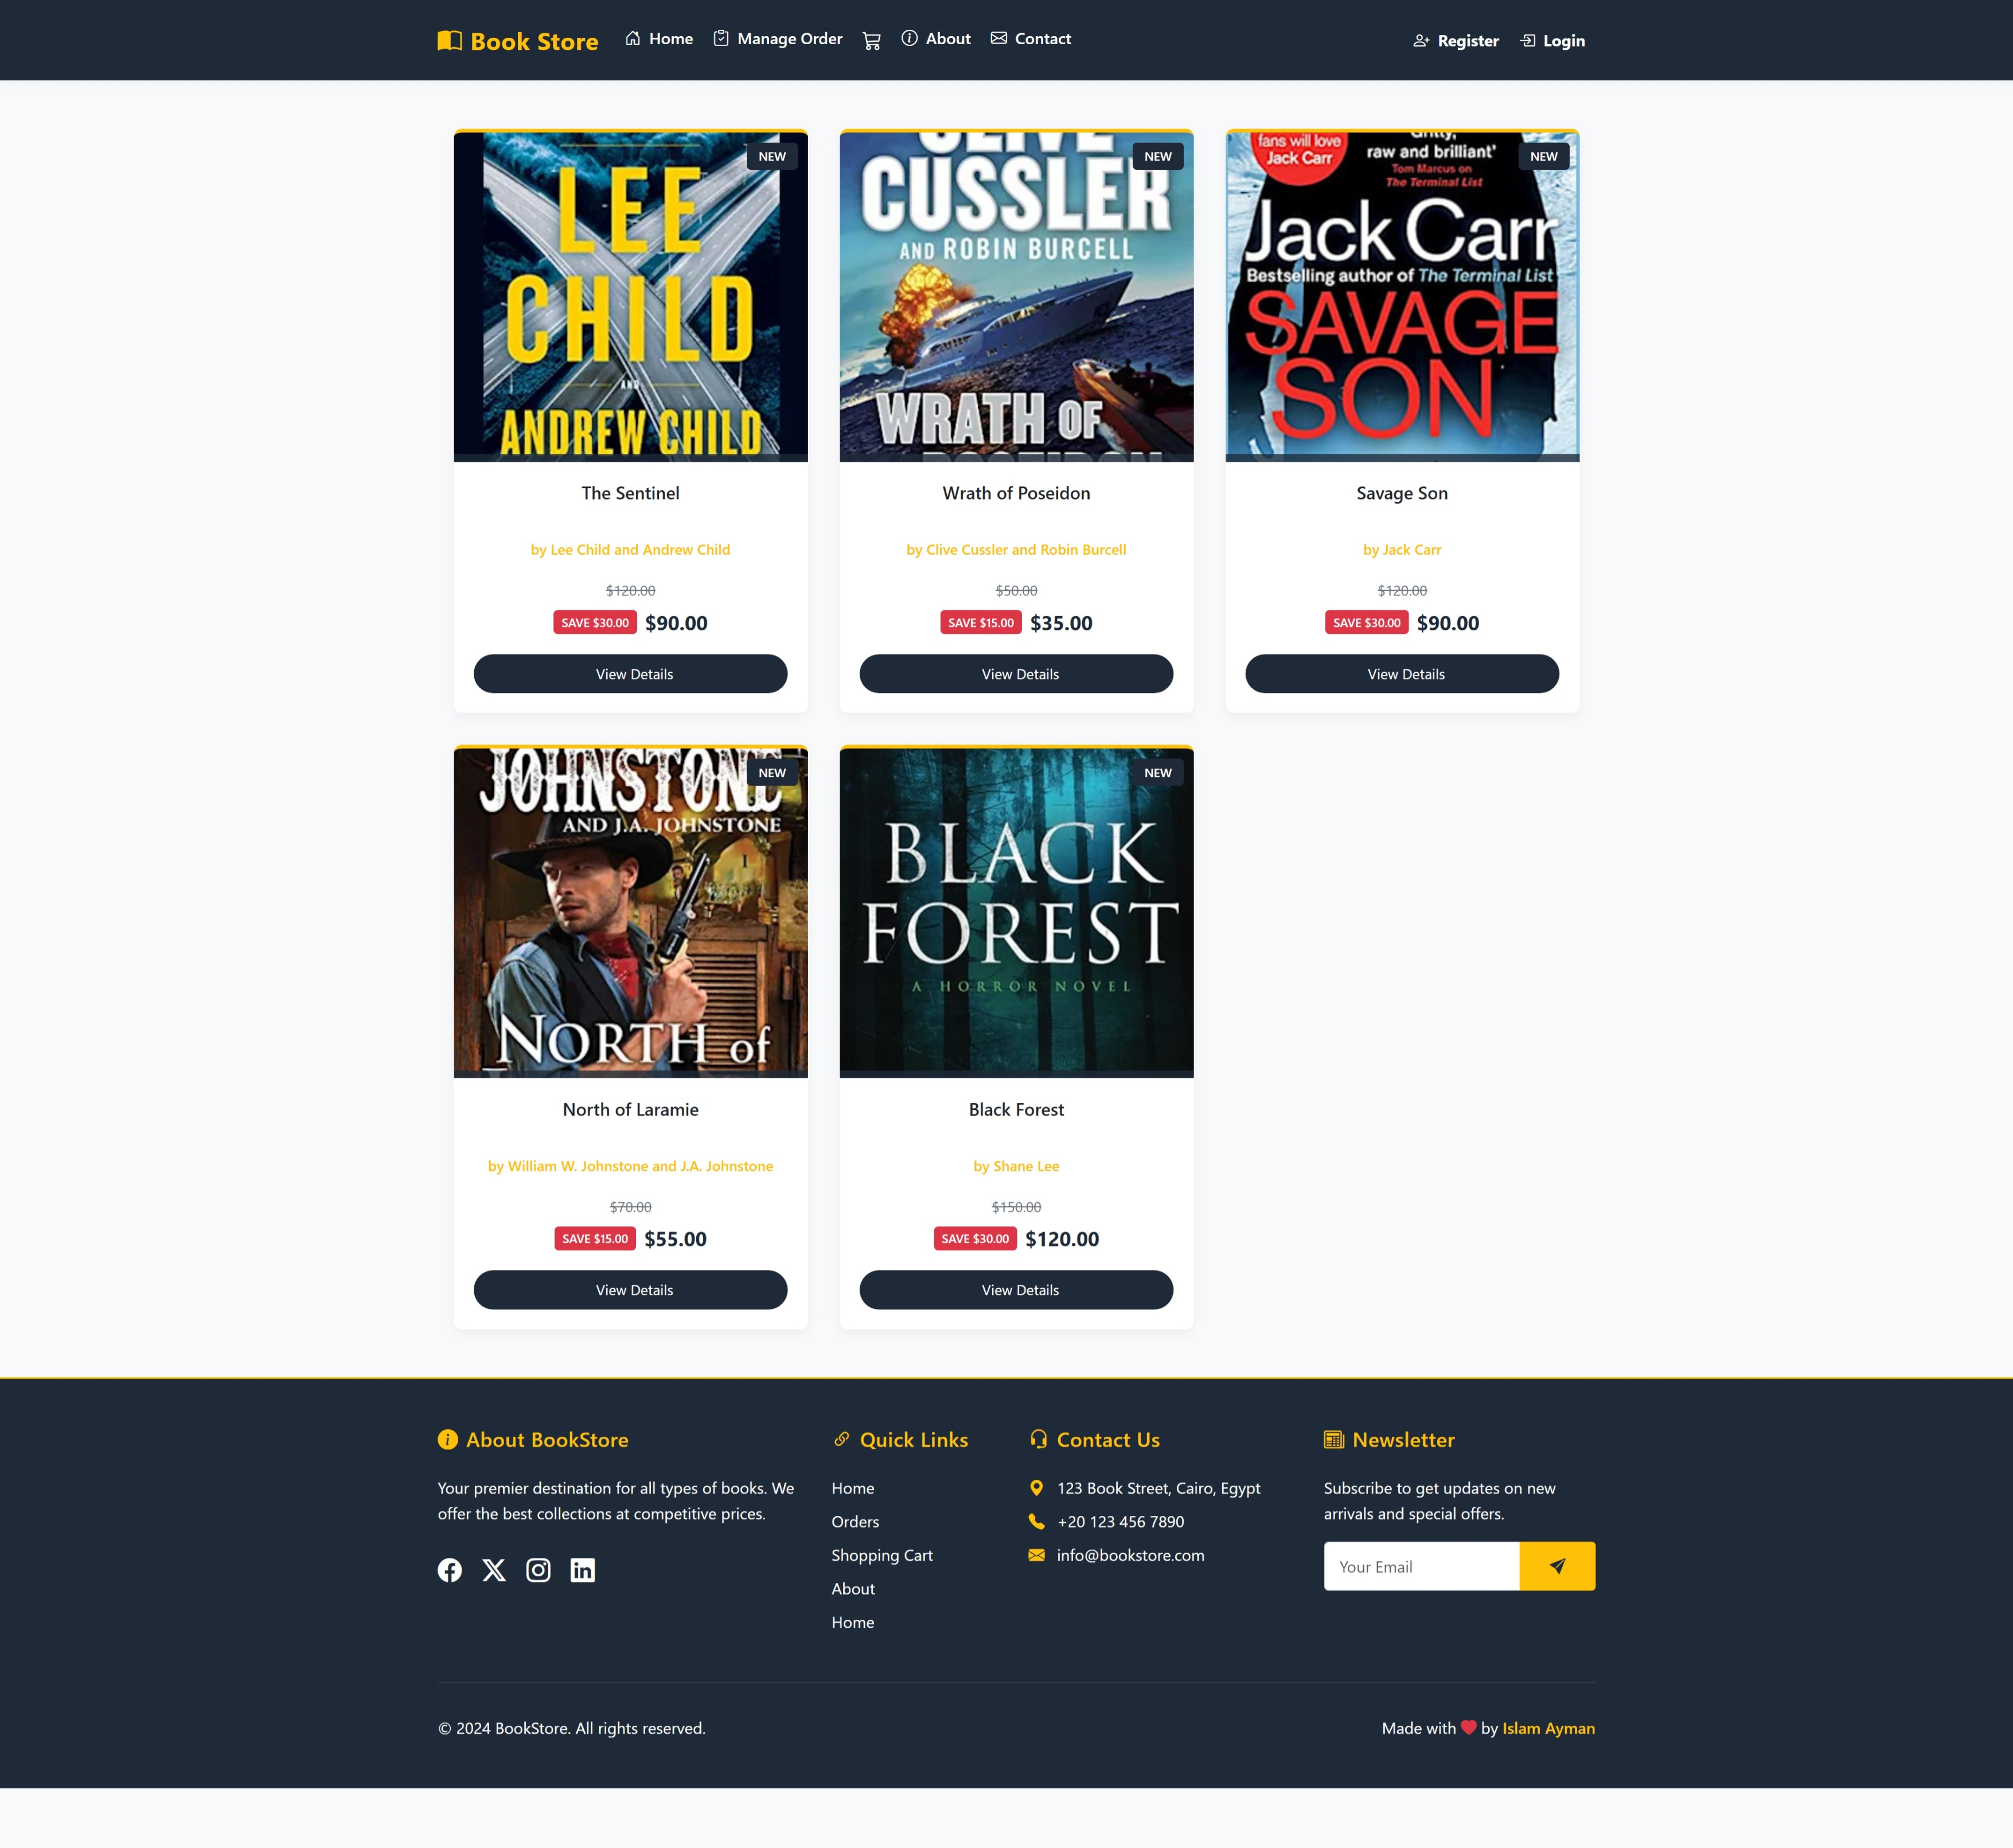 Book Store
Home
Manage Order
About
Contact
Register
Login
NEW
LEE
CHILD
AND
ANDREW CHILD
The Sentinel
by Lee Child and Andrew Child
$120.00
SAVE $30.00 $90.00
View Details
NEW
CLIVE
CUSSLER
AND ROBIN BURCELL
WRATH OF
POSEIDON
Wrath of Poseidon
by Clive Cussler and Robin Burcell
$50.00
SAVE $15.00 $35.00
View Details
NEW
fans will love
Jack Carr
'Gritty,
raw and brilliant'
Tom Marcus on
The Terminal List
Jack Carr
Bestselling author of The Terminal List
SAVAGE
SON
Savage Son
by Jack Carr
$120.00
SAVE $30.00 $90.00
View Details
NEW
JOHNSTONE
AND J.A. JOHNSTONE
NORTH of
North of Laramie
by William W. Johnstone and J.A. Johnstone
$70.00
SAVE $15.00 $55.00
View Details
NEW
BLACK
FOREST
A HORROR NOVEL
Black Forest
by Shane Lee
$150.00
SAVE $30.00 $120.00
View Details
About BookStore
Your premier destination for all types of books. We
offer the best collections at competitive prices.
Quick Links
Home
Orders
Shopping Cart
About
Home
Contact Us
123 Book Street, Cairo, Egypt
+20 123 456 7890
info@bookstore.com
Newsletter
Subscribe to get updates on new
arrivals and special offers.
Your Email
© 2024 BookStore. All rights reserved.
Made with ❤ by Islam Ayman